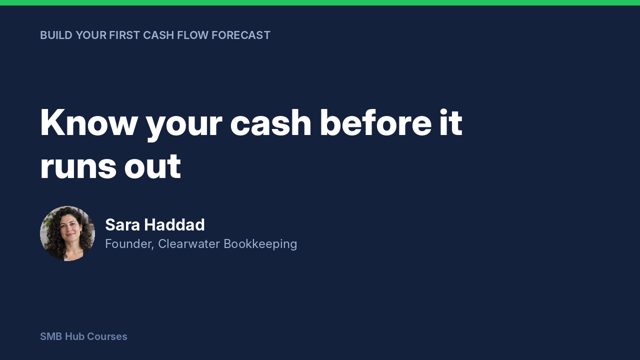 BUILD YOUR FIRST CASH FLOW FORECAST
Know your cash before it
runs out
Sara Haddad
Founder, Clearwater Bookkeeping
SMB Hub Courses